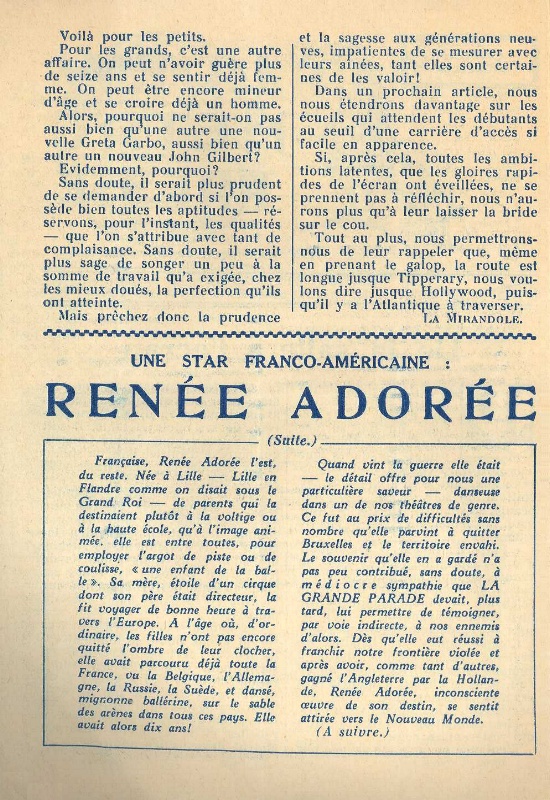 Voilà pour les petits.
Pour les grands, c'est une autre
affaire. On peut n'avoir guère plus
de seize ans et se sentir déjà fem-
me. On peut être encore mineur
d'âge et se croire déjà un homme.
Alors, pourquoi ne serait-on pas
aussi bien qu'une autre une nou-
velle Greta Garbo, aussi bien qu'un
autre un nouveau John Gilbert?
Evidemment, pourquoi?
Sans doute, il serait plus prudent
de se demander d'abord si l'on pos-
sède bien toutes les aptitudes — ré-
servons, pour l'instant, les qualités
— que l'on s'attribue avec tant de
complaisance. Sans doute, il serait
plus sage de songer un peu à la
somme de travail qu'a exigée, chez
les mieux doués, la perfection qu'ils
ont atteinte.
Mais prêchez donc la prudence
et la sagesse aux générations neu-
ves, impatientes de se mesurer avec
leurs aînées, tant elles sont certai-
nes de les valoir!
Dans un prochain article, nous
nous étendrons davantage sur les
écueils qui attendent les débutants
au seuil d'une carrière d'accès si
facile en apparence.
Si, après cela, toutes les ambi-
tions latentes, que les gloires rapi-
des de l'écran ont éveillées, ne se
prennent pas à réfléchir, nous n'au-
rons plus qu'à leur laisser la bride
sur le cou.
Tout au plus, nous permettrons-
nous de leur rappeler que, même
en prenant le galop, la route est
longue jusque Tipperary, nous vou-
lons dire jusque Hollywood, puis-
qu'il y a l'Atlantique à traverser.
LA MIRANDOLE.
UNE STAR FRANCO-AMÉRICAINE :
RENÉE ADORÉE
(Suite.)
Française, Renée Adorée l'est,
du reste. Née à Lille — Lille en
Flandre comme on disait sous le
Grand Roi — de parents qui la
destinaient plutôt à la voltige ou
à la haute école, qu'à l'image ani-
mée, elle est entre toutes, pour
employer l'argot de piste ou de
coulisse, « une enfant de la bal-
le ». Sa mère, étoile d'un cirque
dont son père était directeur, la
fit voyager de bonne heure à tra-
vers l'Europe. A l'âge où, d'or-
dinaire, les filles n'ont pas encore
quitté l'ombre de leur clocher,
elle avait parcouru déjà toute la
France, vu la Belgique, l'Allema-
gne, la Russie, la Suède, et dansé,
mignonne ballérine, sur le sable
des arènes dans tous ces pays. Elle
avait alors dix ans!
Quand vint la guerre elle était
— le détail offre pour nous une
particulière saveur — danseuse
dans un de nos théâtres de genre.
Ce fut au prix de difficultés sans
nombre qu'elle parvint à quitter
Bruxelles et le territoire envahi.
Le souvenir qu'elle en a gardé n'a
pas peu contribué, sans doute, à
médiocre sympathie que LA
GRANDE PARADE devait, plus
tard, lui permettre de témoigner,
par voie indirecte, à nos ennemis
d'alors. Dès qu'elle eut réussi à
franchir notre frontière violée et
après avoir, comme tant d'autres,
gagné l'Angleterre par la Hollan-
de, Renée Adorée, inconsciente
œuvre de son destin, se sentit
attirée vers le Nouveau Monde.
(A suivre.)